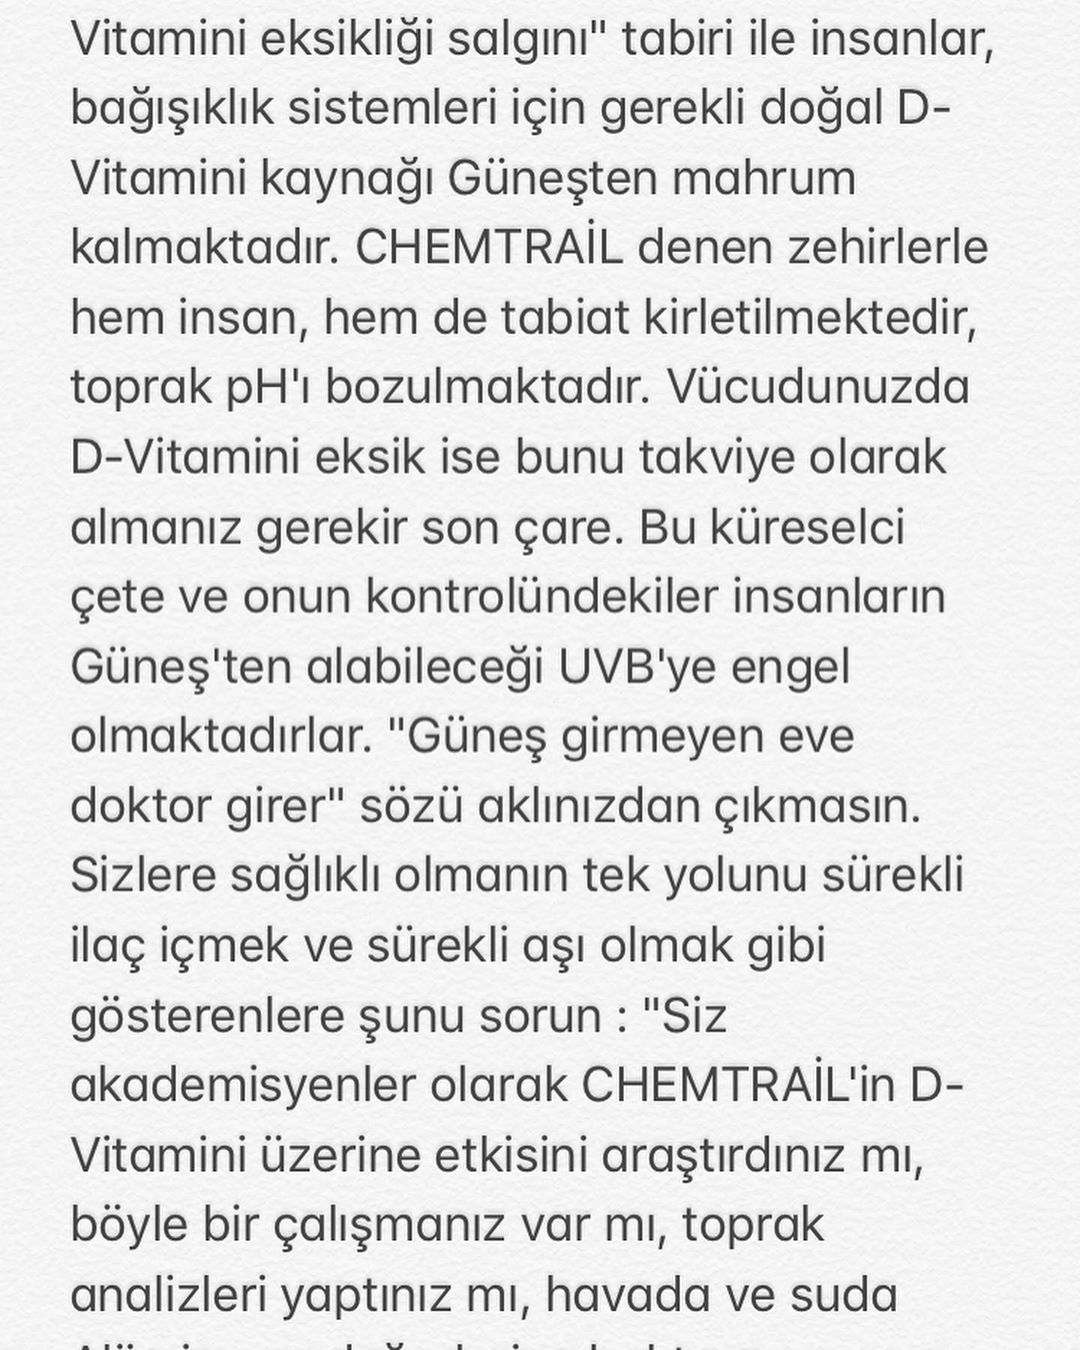 Vitamini eksikliği salgını" tabiri ile insanlar,
bağışıklık sistemleri için gerekli doğal D-
Vitamini kaynağı Güneşten mahrum
kalmaktadır. CHEMTRAİL denen zehirlerle
hem insan, hem de tabiat kirletilmektedir,
toprak pH'ı bozulmaktadır. Vücudunuzda
D-Vitamini eksik ise bunu takviye olarak
almanız gerekir son çare. Bu küreselci
çete ve onun kontrolündekiler insanların
Güneş'ten alabileceği UVB'ye engel
olmaktadırlar. "Güneş girmeyen eve
doktor girer" sözü aklınızdan çıkmasın.
Sizlere sağlıklı olmanın tek yolunu sürekli
ilaç içmek ve sürekli aşı olmak gibi
gösterenlere şunu sorun : "Siz
akademisyenler olarak CHEMTRAİL'in D-
Vitamini üzerine etkisini araştırdınız mı,
böyle bir çalışmanız var mı, toprak
analizleri yaptınız mı, havada ve suda